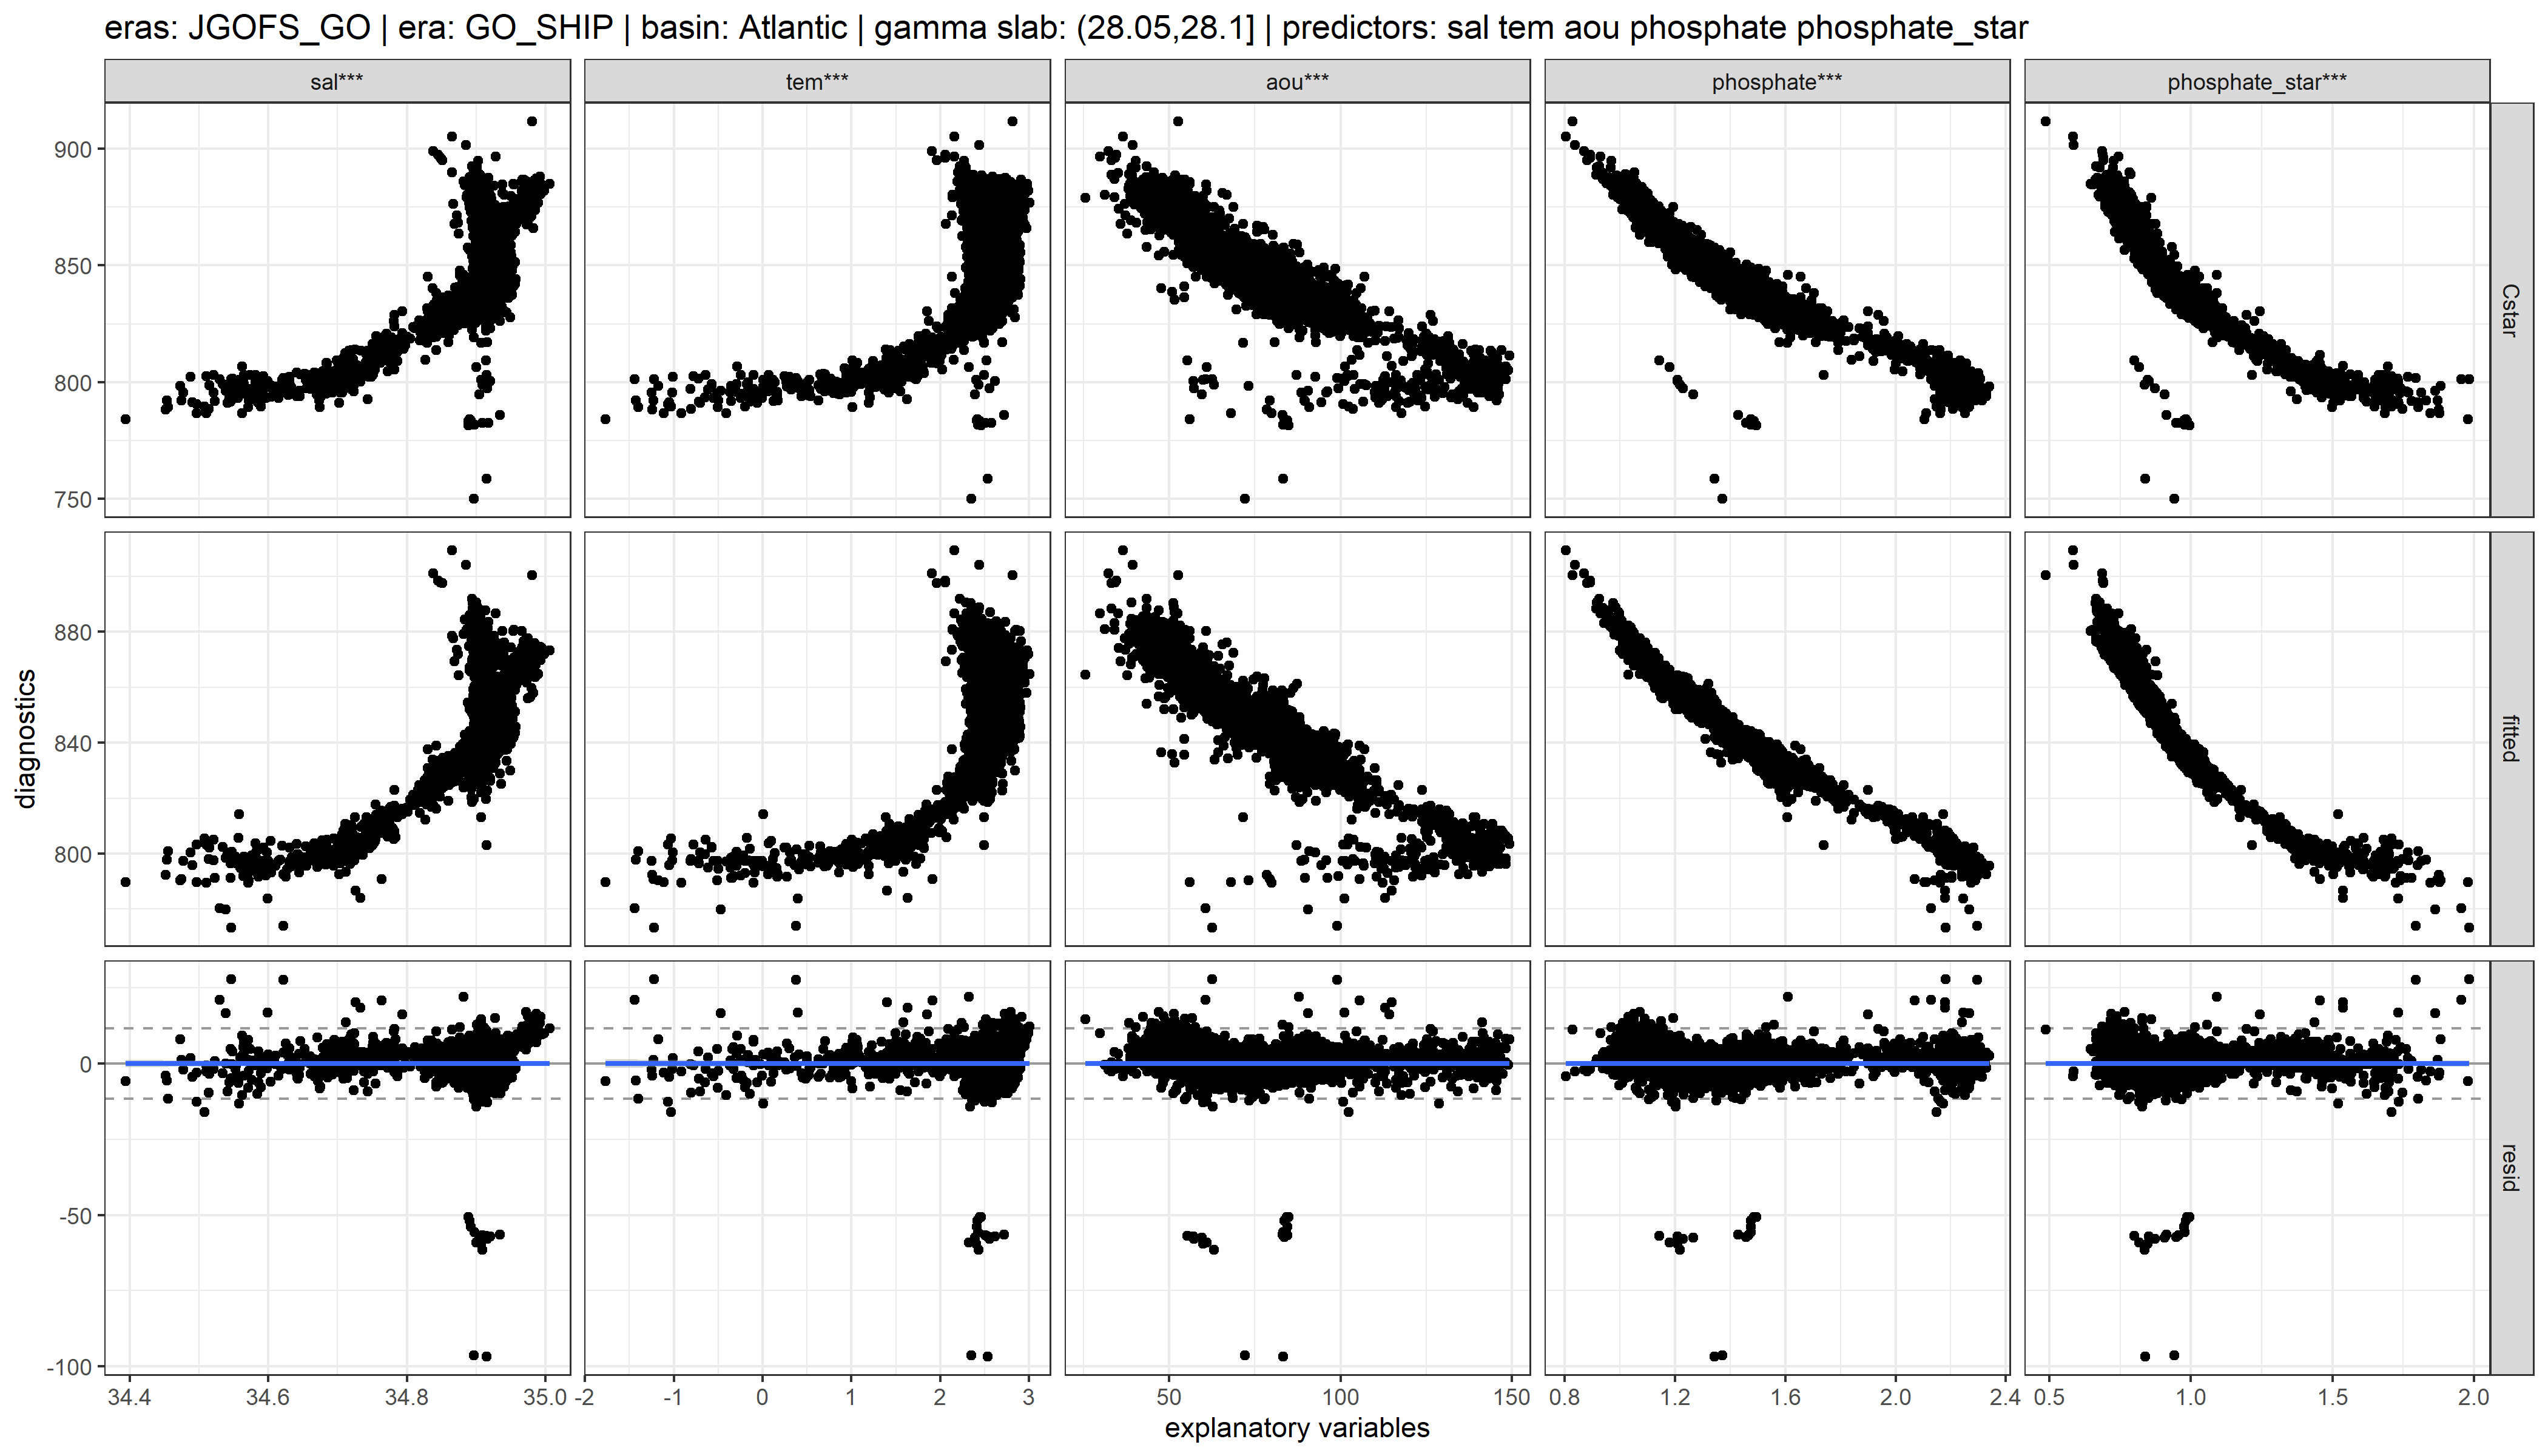 eras: JGOFS_GO | era: GO_SHIP | basin: Atlantic | gamma slab: (28.05,28.1] | predictors: sal tem aou phosphate phosphate_star
sal*** tem*** aou*** phosphate*** phosphate_star***
900
850
800
750
Cstar
880
840
800
fitted
diagnostics
0
-50
-100
resid
34.4 34.6 34.8 35.0 -2 -1 0 1 2 3 50 100 150 0.8 1.2 1.6 2.0 2.4 0.5 1.0 1.5 2.0
explanatory variables